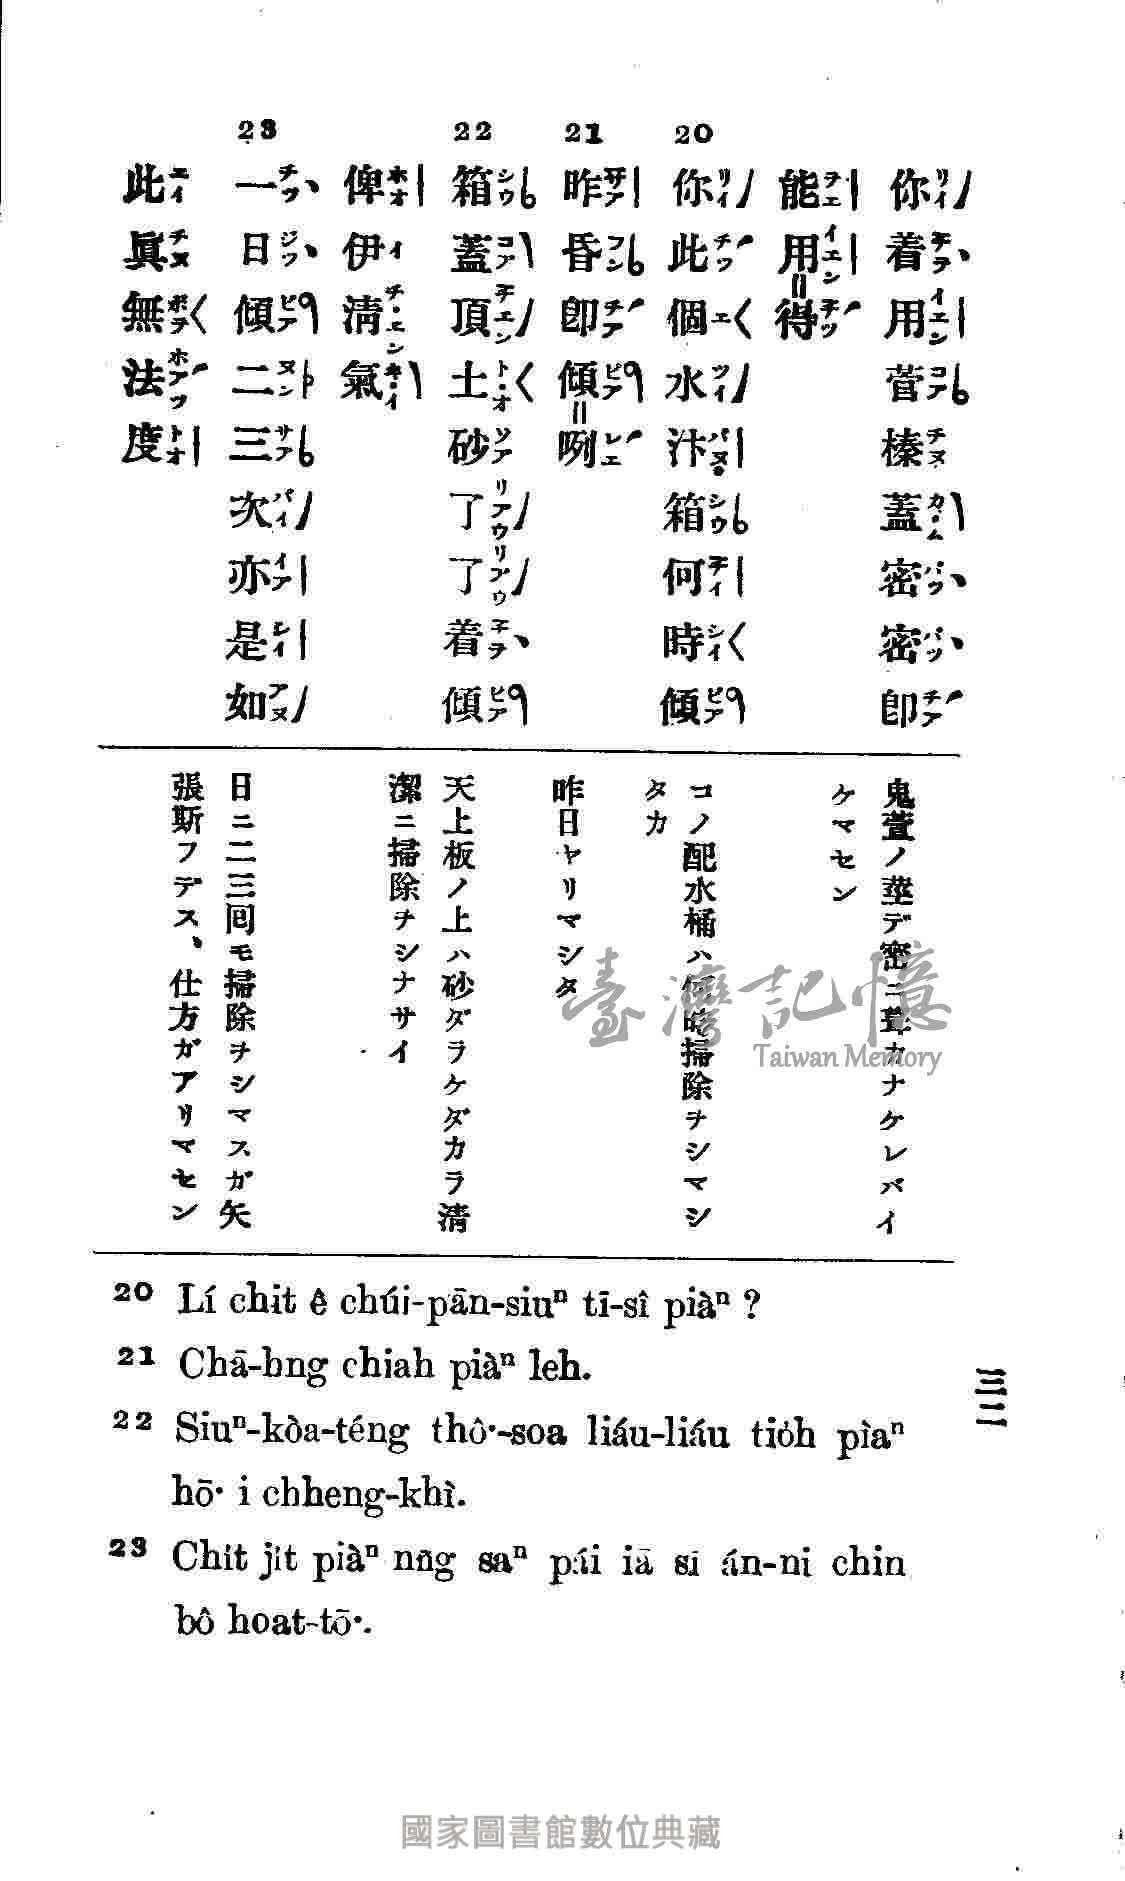 你着用菅榛蓋密密卽
能用得
20 你此個水汴箱何時傾
21 昨昏卽傾咧
22 箱蓋頂土砂了了着傾
俾伊淸氣
23 一日傾二三次亦是如
此眞無法度
鬼萱ノ莖デ密ニ葺カナケレバイ
ケマセン
コノ配水桶ハ何時掃除ヲシマシ
タカ
昨日ヤリマシタ
天上板ノ上ハ砂ダラケダカラ清
潔ニ掃除ヲシナサイ
日ニ二三回モ掃除ヲシマスガ矢
張斯フデス、仕方ガアリマセン
20 Lí chit ê chúi-pān-siuⁿ tī-sî piàⁿ ?
21 Chā-hng chiah piàⁿ leh.
22 Siuⁿ-kòa-téng thô·-soa liáu-liáu tio̍h pìaⁿ
hō· i chheng-khì.
23 Chi̍t ji̍t piàⁿ nn̄g saⁿ pái iā sī án-ni chin
bô hoat-tō·.
三二
臺灣記憶
Taiwan Memory
國家圖書館數位典藏